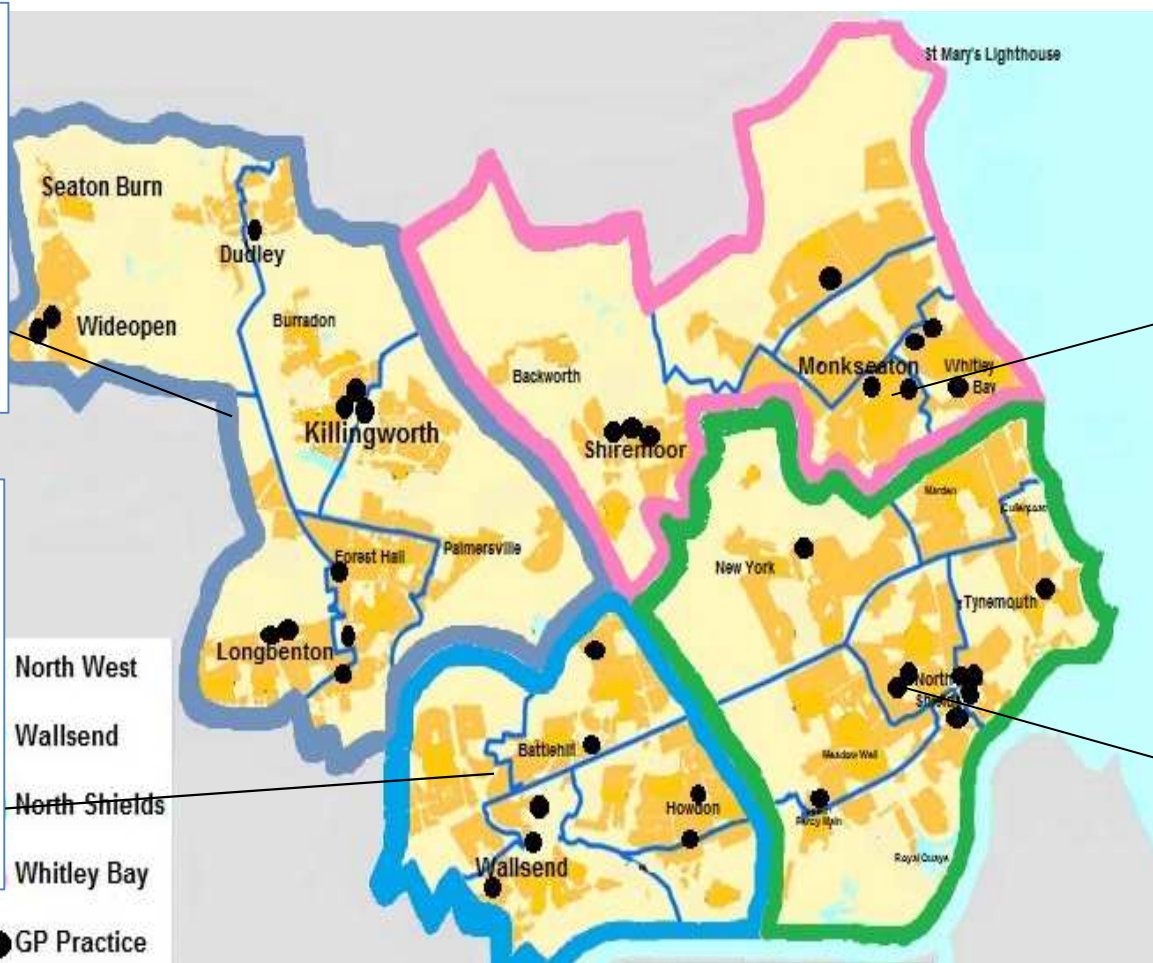 St Mary's Lighthouse
Seaton Burn
Dudley
Wideopen
Burradon
Monkseaton
Whitley
Bay
Backworth
Killingworth
Shiremoor
Marden
Cullercoats
Forest Hall
Palmersville
New York
Tynemouth
Longbenton
North West
North
Shields
Wallsend
Battlehill
Meadow Well
North Shields
Howdon
Percy Main
Whitley Bay
Wallsend
Royal Quays
GP Practice